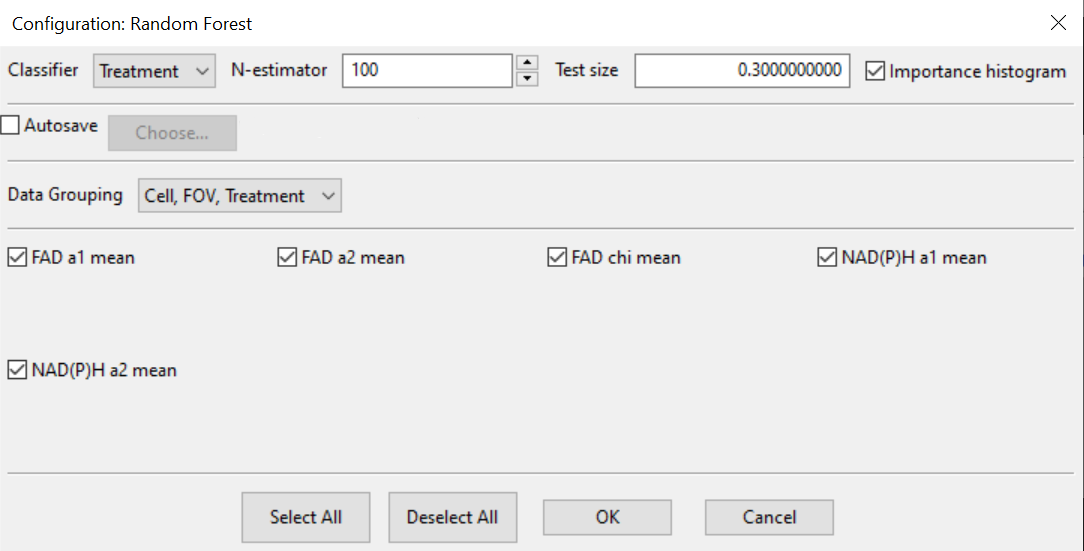 Configuration: Random Forest
Classifier Treatment N-estimator 100 Test size 0.3000000000 Importance histogram
Autosave Choose...
Data Grouping Cell, FOV, Treatment
FAD a1 mean FAD a2 mean FAD chi mean NAD(P)H a1 mean
NAD(P)H a2 mean
Select All Deselect All OK Cancel